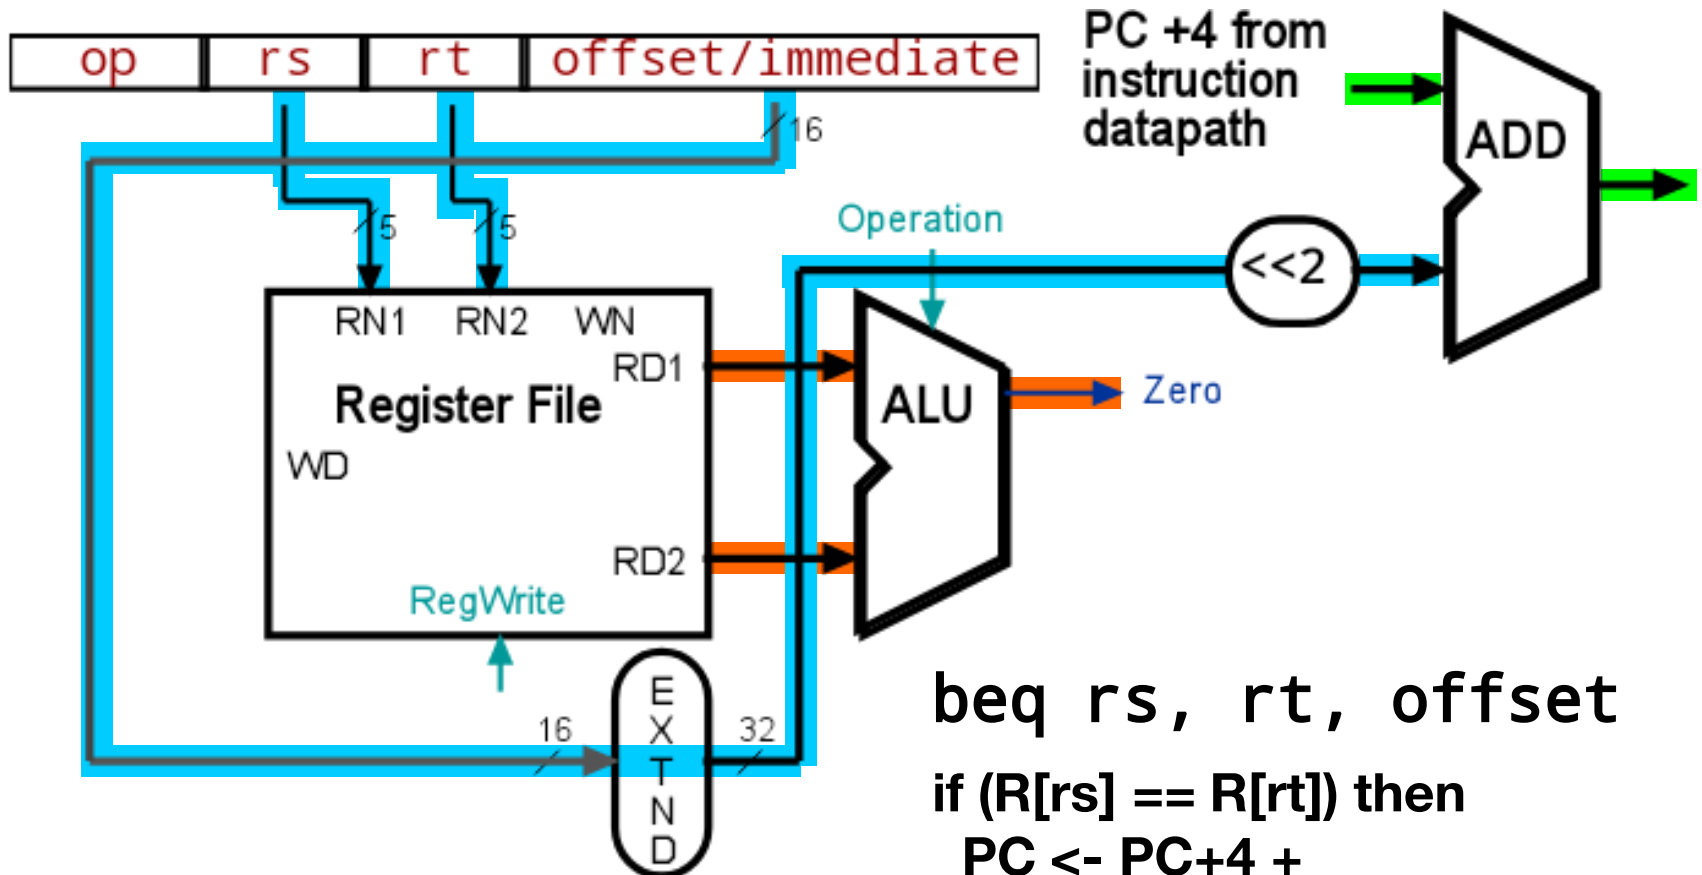 op rs rt offset/immediate
PC +4 from
instruction
datapath
16
ADD
5 5
Operation
<<2
RN1 RN2 WN
RD1
Register File
ALU
Zero
WD
RD2
RegWrite
16
E
X
T
N
D
32
beq rs, rt, offset
if (R[rs] == R[rt]) then
PC <- PC+4 +